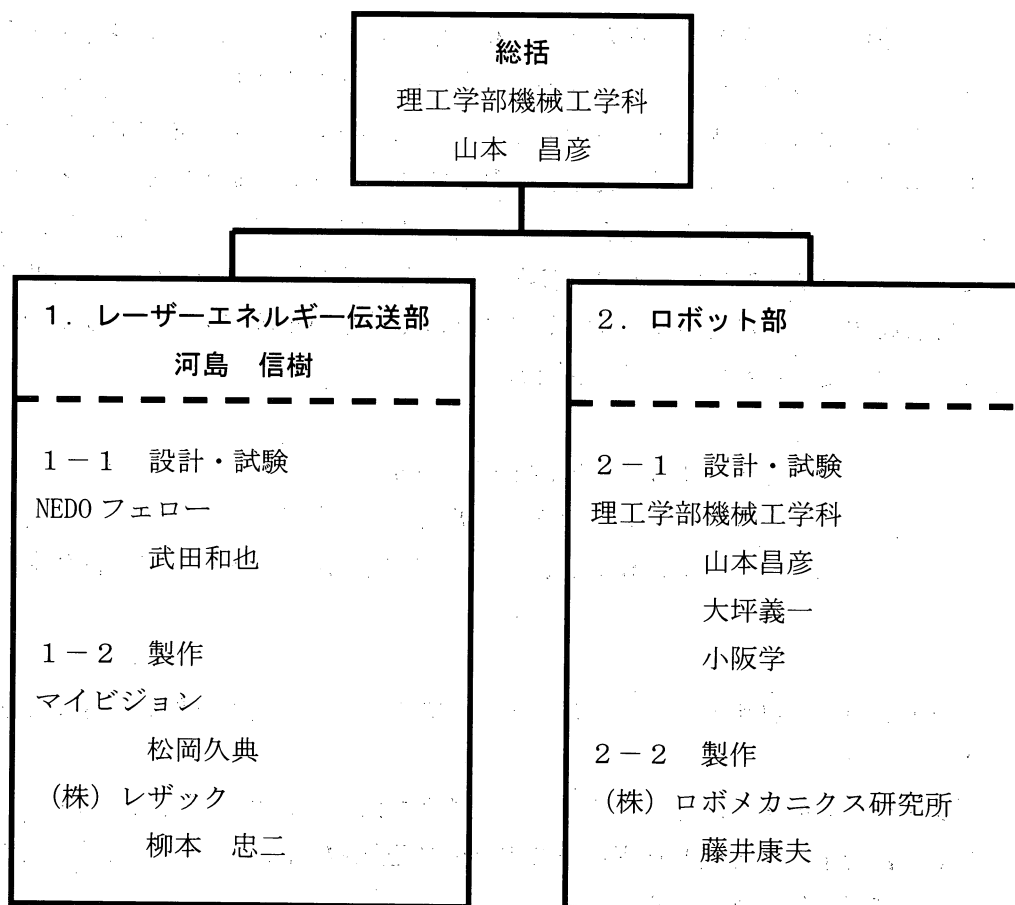 総括
理工学部機械工学科
山本　昌彦
１．レーザーエネルギー伝送部
河島　信樹
１－１　設計・試験
NEDOフェロー
武田和也
１－２　製作
マイビジョン
松岡久典
（株）レザック
柳本　忠二
２．ロボット部
２－１　設計・試験
理工学部機械工学科
山本昌彦
大坪義一
小阪学
２－２　製作
（株）ロボメカニクス研究所
藤井康夫